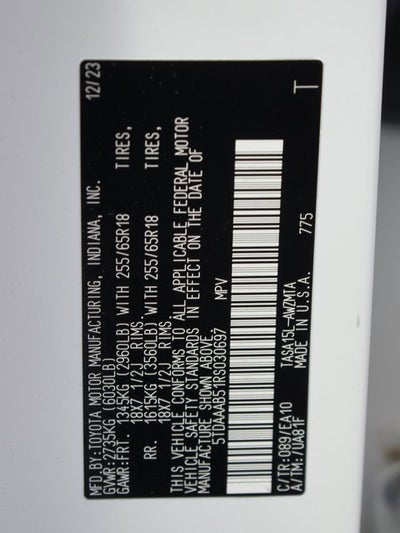 MFD.BY:TOYOTA MOTOR MANUFACTURING, INDIANA, INC. 12/23
GVWR:2735KG (6030LB)
GAWR:FRT. 1345KG (2960LB) WITH 255/65R18 TIRES,
18X7 1/2J RIMS
RR. 1615KG (3560LB) WITH 255/65R18 TIRES,
18X7 1/2J RIMS
THIS VEHICLE CONFORMS TO ALL APPLICABLE FEDERAL MOTOR
VEHICLE SAFETY STANDARDS IN EFFECT ON THE DATE OF
MANUFACTURE SHOWN ABOVE.
5TDAAAB51RS030697 MPV
C/TR:089/EA10 TASA15L-AWZMTA 775
A/TM:/UA81F MADE IN U.S.A. T